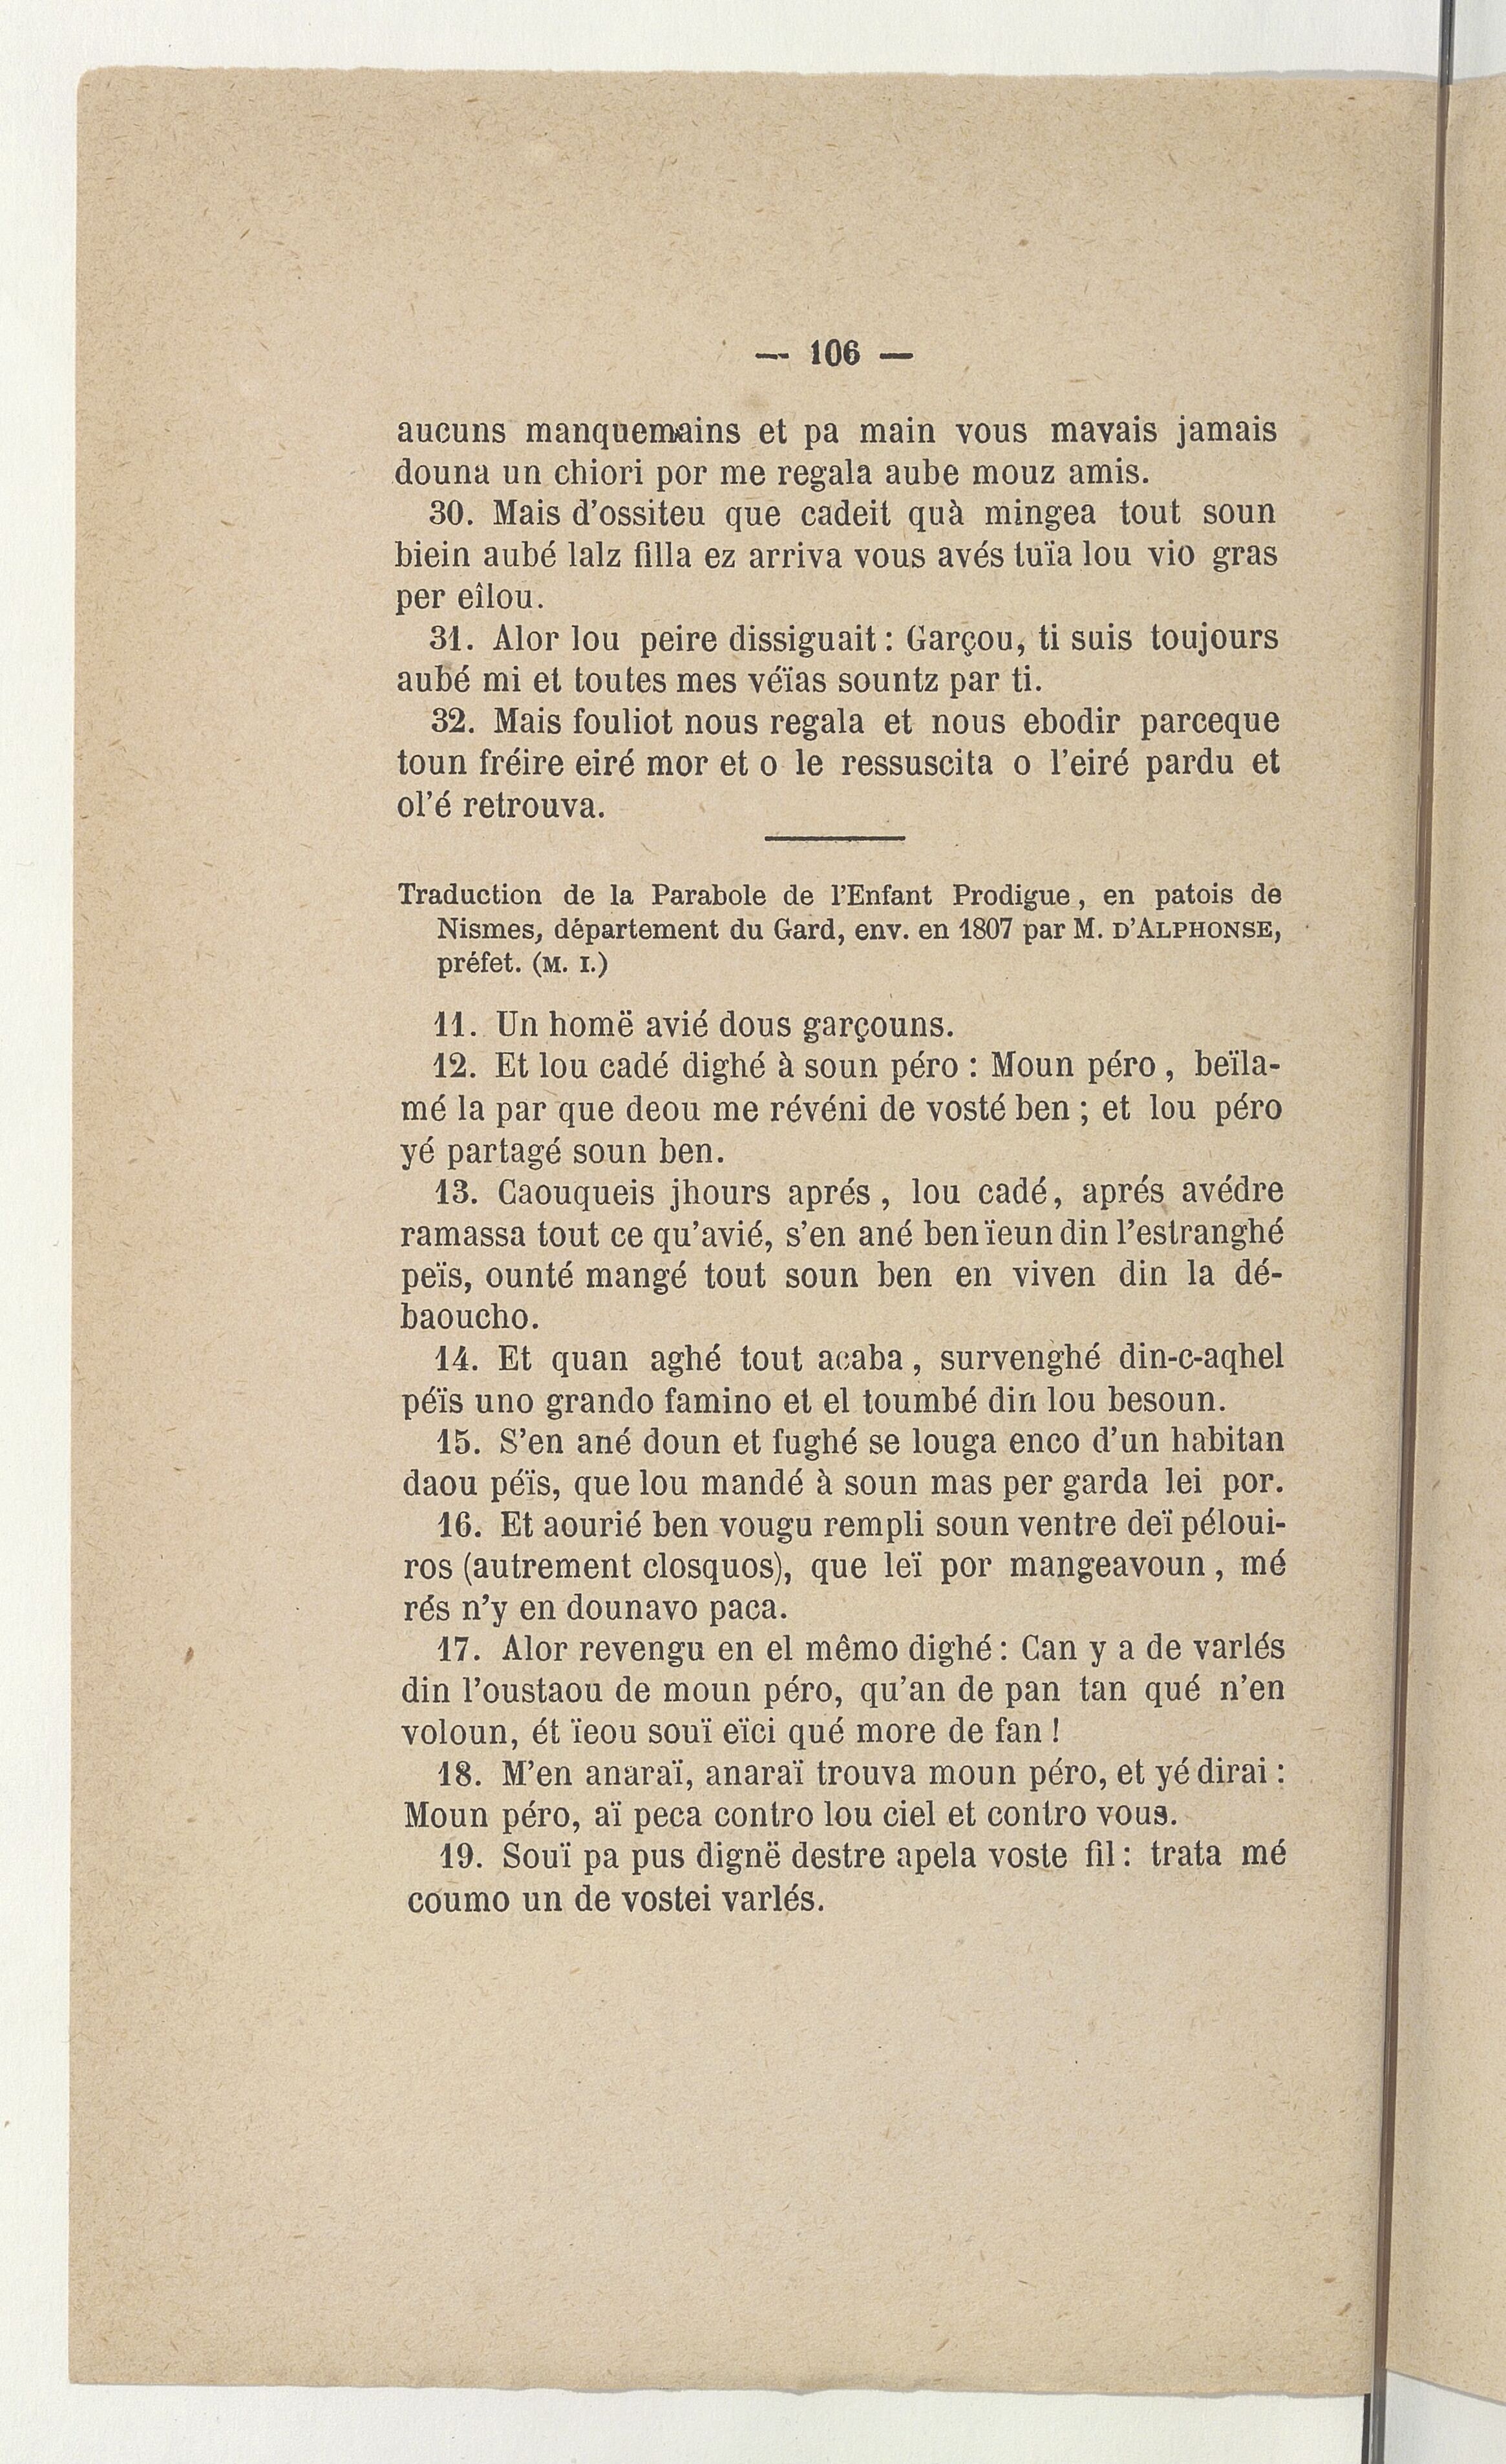 — 106 —
aucuns manquemains et pa main vous mavais jamais
douna un chiori por me regala aube mouz amis.
30. Mais d'ossiteu que cadeit quà mingea tout soun
biein aubé lalz filla ez arriva vous avés tuïa lou vio gras
per eîlou.
31. Alor lou peire dissiguait : Garçou, ti suis toujours
aubé mi et toutes mes véïas sountz par ti.
32. Mais fouliot nous regala et nous ebodir parceque
toun fréire eiré mor et o le ressuscita o l'eiré pardu et
ol'é retrouva.
Traduction de la Parabole de l'Enfant Prodigue, en patois de
Nismes, département du Gard, env. en 1807 par M. D'ALPHONSE,
préfet. (M. I.)
11. Un homë avié dous garçouns.
12. Et lou cadé dighé à soun péro : Moun péro, beïla-
mé la par que deou me révéni de vosté ben ; et lou péro
yé partagé soun ben.
13. Caouqueis jhours aprés, lou cadé, aprés avédre
ramassa tout ce qu'avié, s'en ané ben ïeun din l'estranghé
peïs, ounté mangé tout soun ben en viven din la dé-
baoucho.
14. Et quan aghé tout acaba, survenghé din-c-aqhel
péïs uno grando famino et el toumbé din lou besoun.
15. S'en ané doun et fughé se louga enco d'un habitan
daou péïs, que lou mandé à soun mas per garda lei por.
16. Et aourié ben vougu rempli soun ventre deï péloui-
ros (autrement closquos), que leï por mangeavoun, mé
rés n'y en dounavo paca.
17. Alor revengu en el mêmo dighé : Can y a de varlés
din l'oustaou de moun péro, qu'an de pan tan qué n'en
voloun, ét ïeou souï eïci qué more de fan !
18. M'en anaraï, anaraï trouva moun péro, et yé dirai :
Moun péro, aï peca contro lou ciel et contro vous.
19. Souï pa pus dignë destre apela voste fil : trata mé
coumo un de vostei varlés.